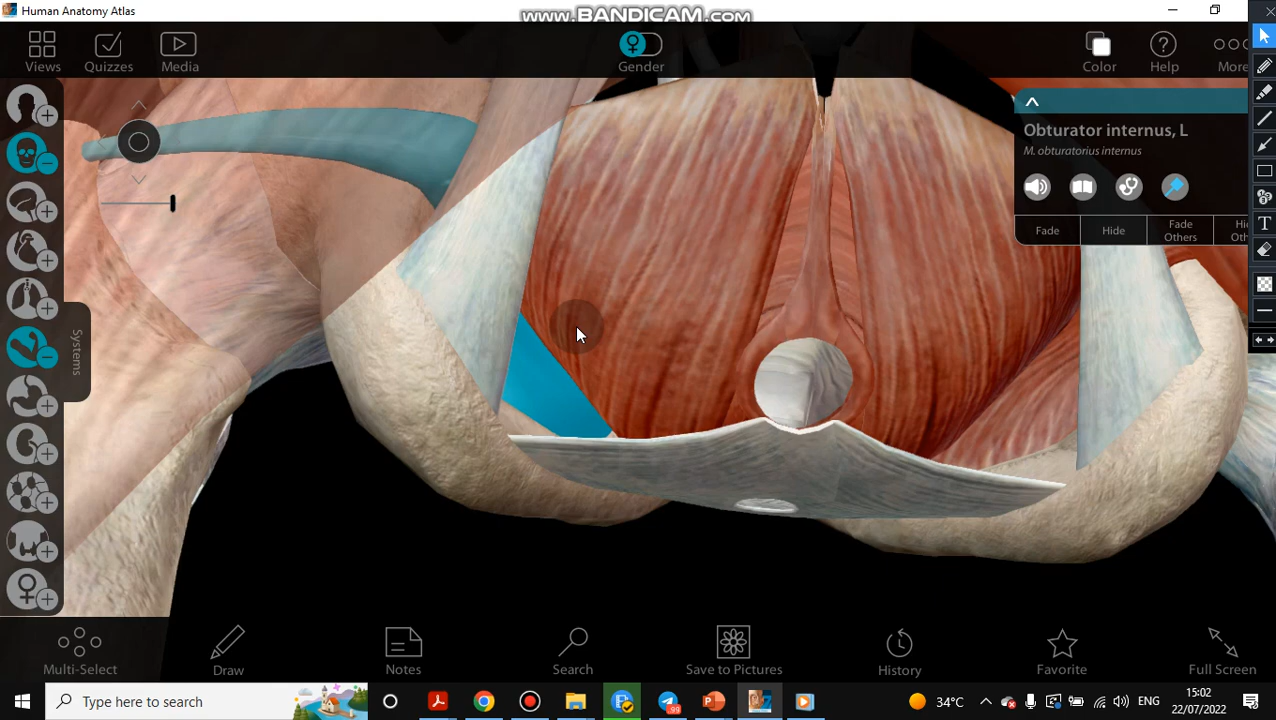 Human Anatomy Atlas
www.BANDICAM.com
Views
Quizzes
Media
Gender
Color
Help
More
Obturator internus, L
M. obturatorius internus
Fade
Hide
Fade
Others
Systems
Multi-Select
Draw
Notes
Search
Save to Pictures
History
Favorite
Full Screen
Type here to search
99
34°C
ENG
15:02
22/07/2022